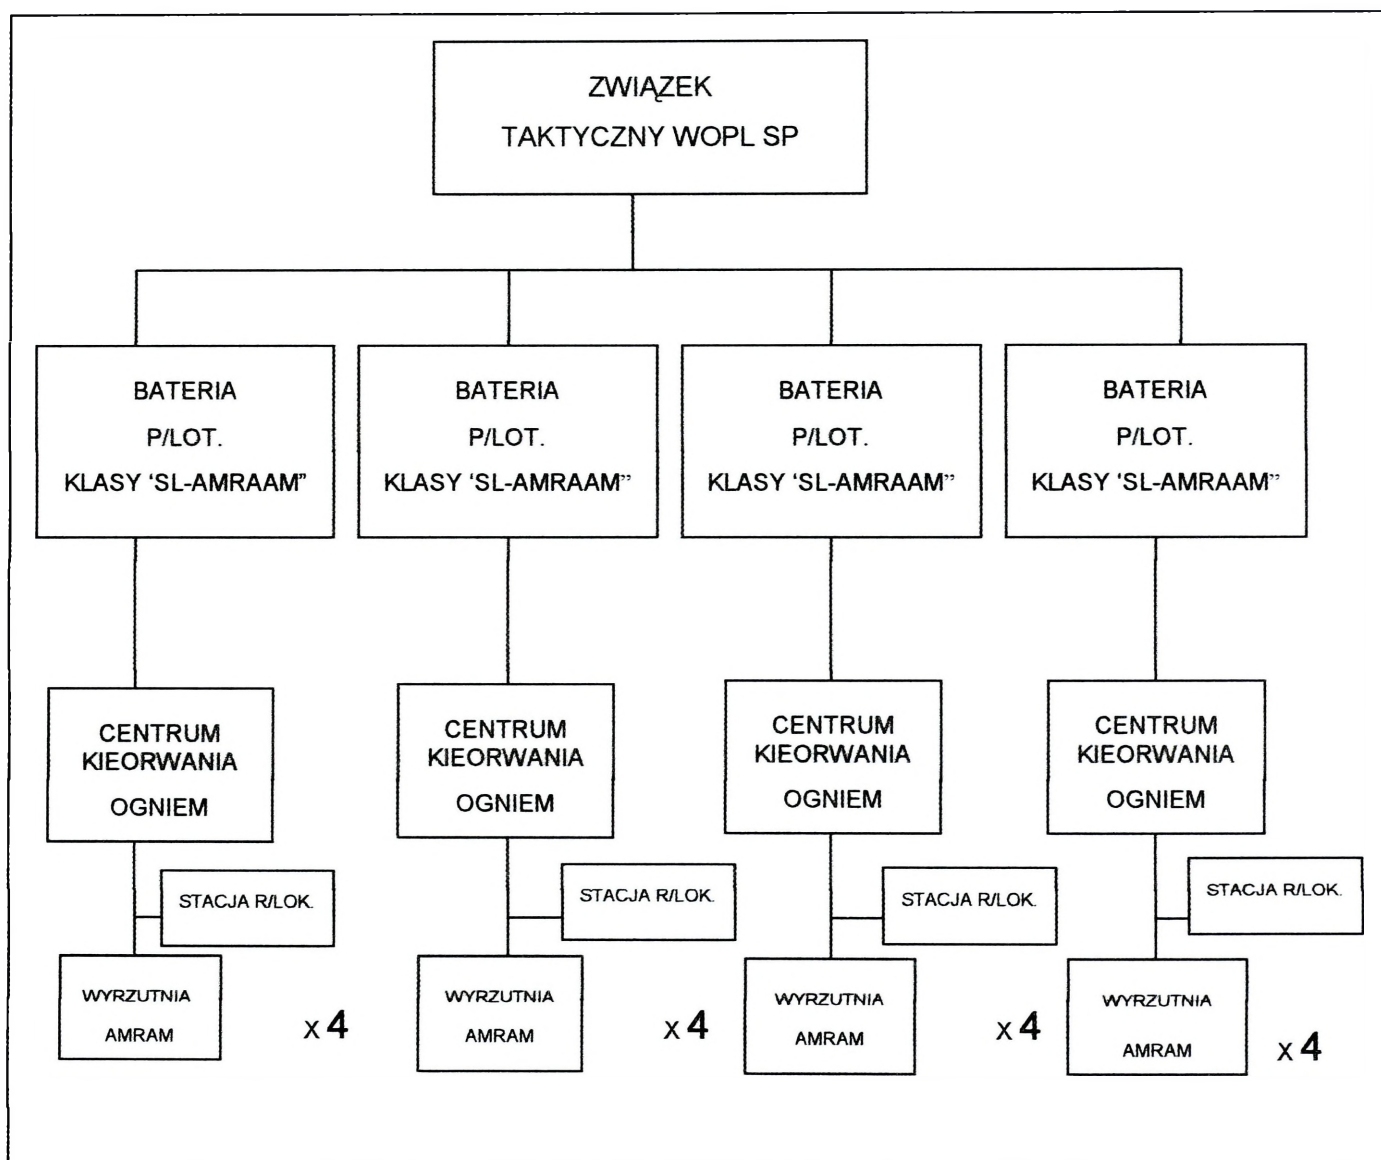 ZWIĄZEK
TAKTYCZNY WOPL SP
BATERIA
P/LOT.
KLASY ‘SL-AMRAAM”
BATERIA
P/LOT.
KLASY ‘SL-AMRAAM”
BATERIA
P/LOT.
KLASY ‘SL-AMRAAM”
BATERIA
P/LOT.
KLASY ‘SL-AMRAAM”
CENTRUM
KIEORWANIA
OGNIEM
CENTRUM
KIEORWANIA
OGNIEM
CENTRUM
KIEORWANIA
OGNIEM
CENTRUM
KIEORWANIA
OGNIEM
STACJA R/LOK.
STACJA R/LOK.
STACJA R/LOK.
STACJA R/LOK.
WYRZUTNIA
AMRAM
x 4
WYRZUTNIA
AMRAM
x 4
WYRZUTNIA
AMRAM
x 4
WYRZUTNIA
AMRAM
x 4